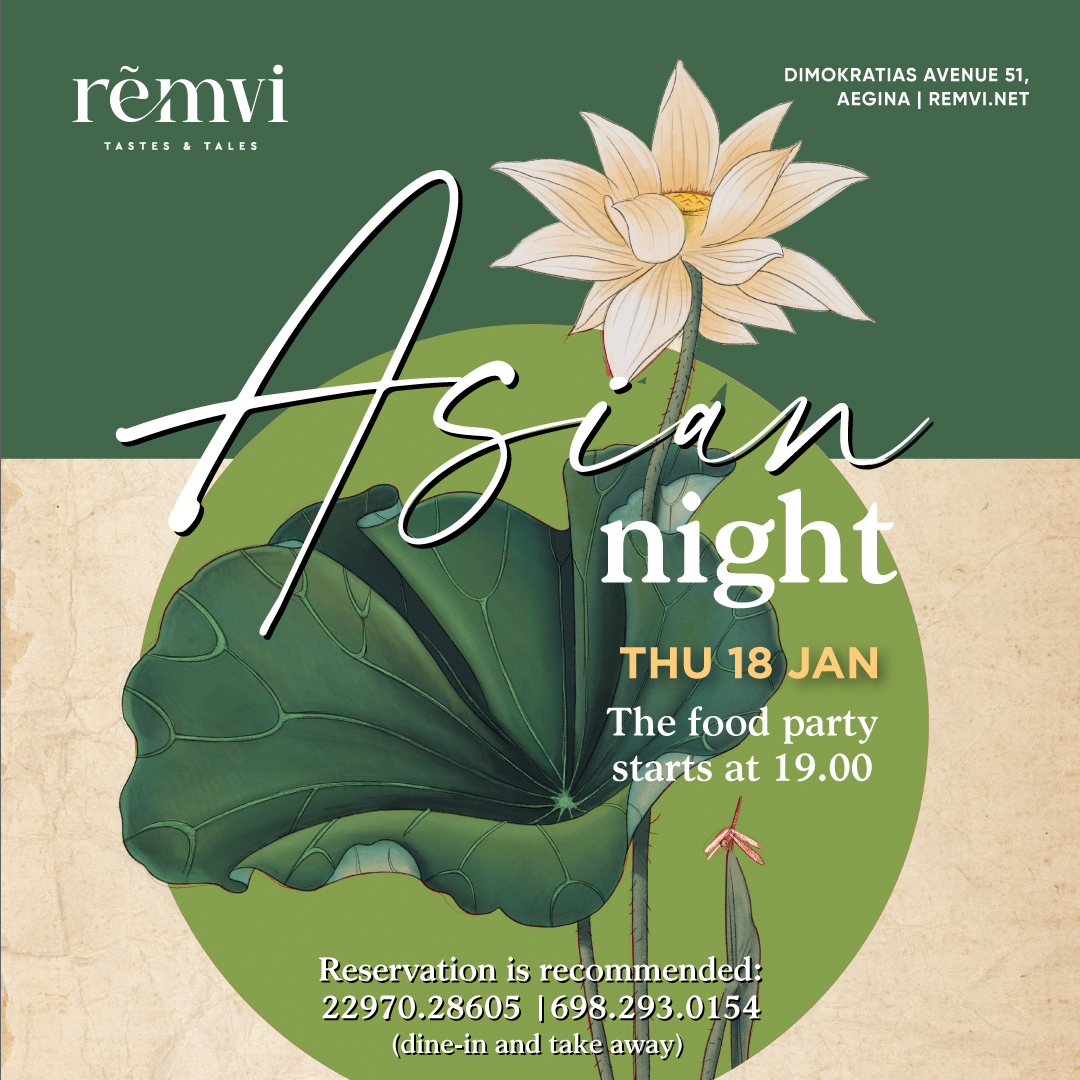 rẽmvi
TASTES & TALES
DIMOKRATIAS AVENUE 51,
AEGINA | REMVI.NET
Asian
night
THU 18 JAN
The food party
starts at 19.00
Reservation is recommended:
22970.28605 |698.293.0154
(dine-in and take away)